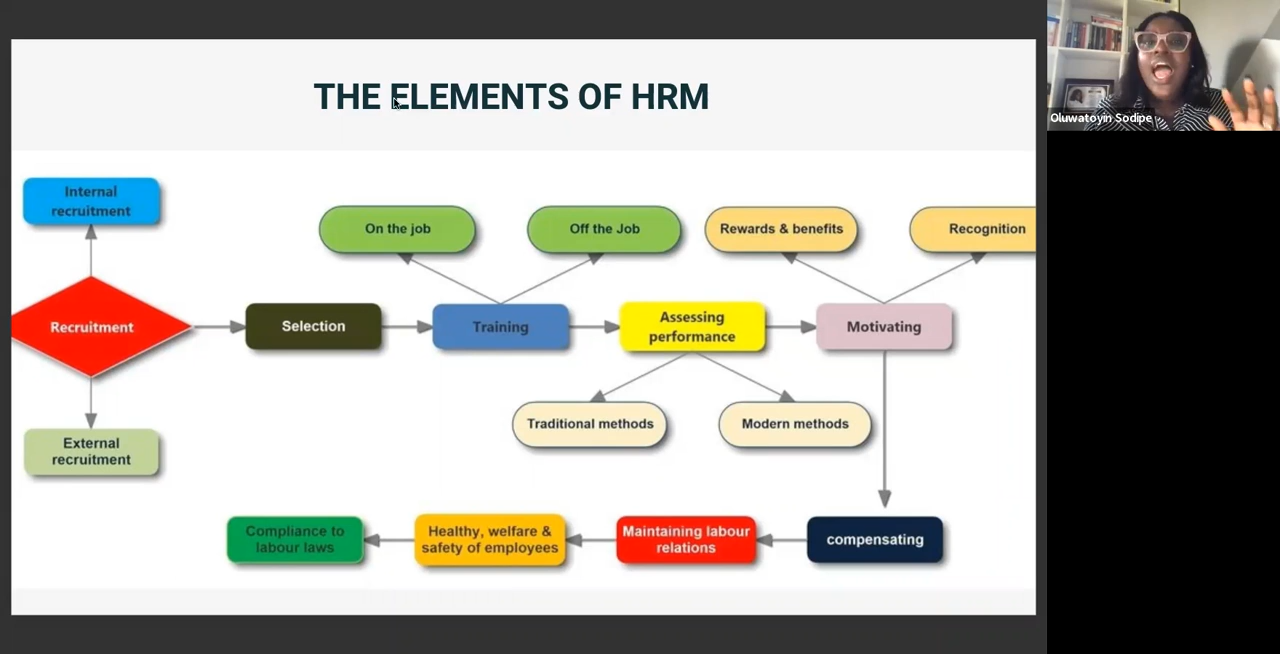 THE ELEMENTS OF HRM
Oluwatoyin Sodipe
Internal
recruitment
On the job
Off the Job
Rewards & benefits
Recognition
Recruitment
Selection
Training
Assessing
performance
Motivating
Traditional methods
Modern methods
External
recruitment
Compliance to
labour laws
Healthy, welfare &
safety of employees
Maintaining labour
relations
compensating